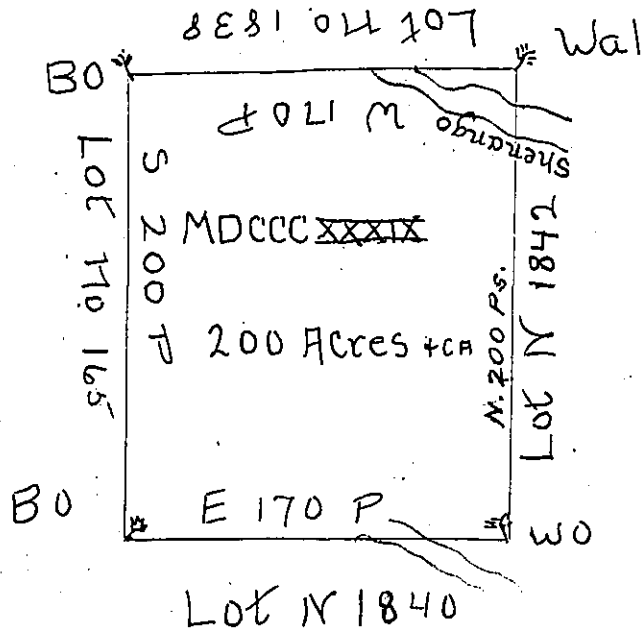 Lot No. 1838
Wal
BO
W 170 P
Shenango
Lot No 165
S 200 P
MDCCCXXXIX
200 Acres + CA
N. 200 Ps.
Lot N 1842
BO
E 170 P
WO
Lot N 1840